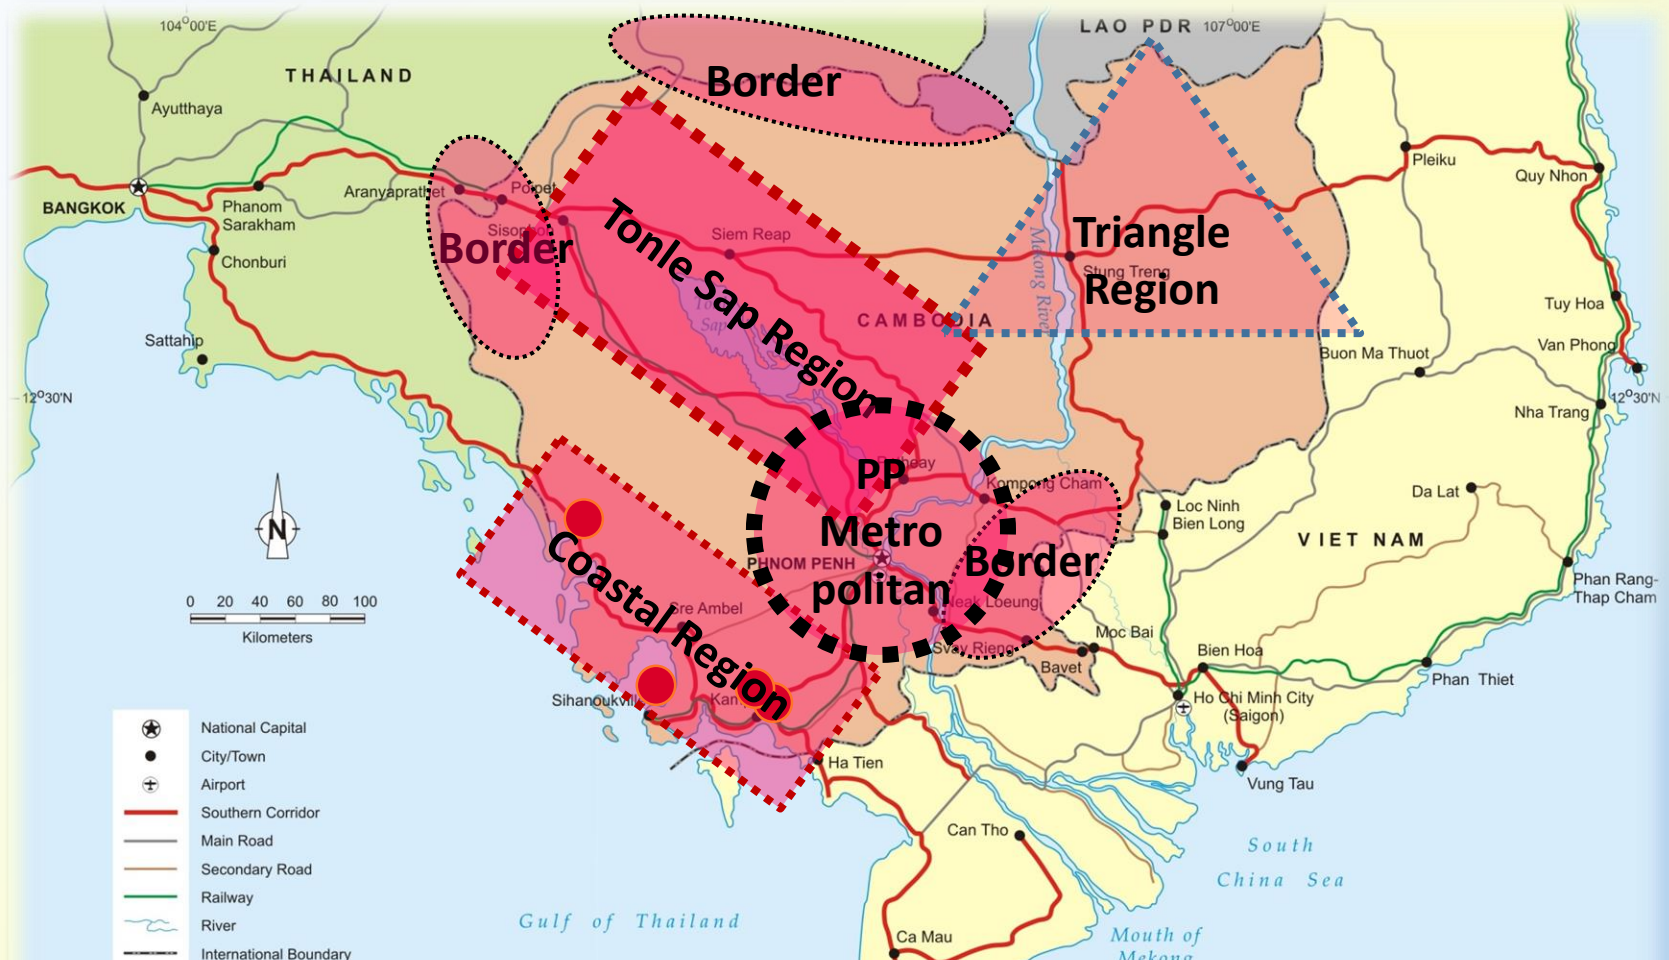 104°00'E
LAO PDR
107°00'E
THAILAND
Border
Ayutthaya
Pleiku
Quy Nhon
Aranyaprathet
Poipet
BANGKOK
Phanom
Sarakham
Chonburi
Border
Tonle Sap Region
Siem Reap
Mekong River
Triangle
Region
Stung Treng
CAMBODIA
Tuy Hoa
Sattahip
Van Phong
Buon Ma Thuot
12°30'N
12°30'N
Nha Trang
PP
Metro
politan
Kompong Cham
Da Lat
Loc Ninh
Bien Long
VIET NAM
N
Coastal Region
PHNOM PENH
Border
Neak Loeung
Phan Rang-
Thap Cham
0 20 40 60 80 100
Kilometers
Sre Ambel
Svay Rieng
Moc Bai
Bavet
Bien Hoa
Phan Thiet
Sihanoukvill
Kam
Ho Chi Minh City
(Saigon)
Ha Tien
Vung Tau
National Capital
City/Town
Airport
Southern Corridor
Main Road
Secondary Road
Railway
River
International Boundary
Can Tho
South
China Sea
Gulf of Thailand
Ca Mau
Mouth of
Mekong